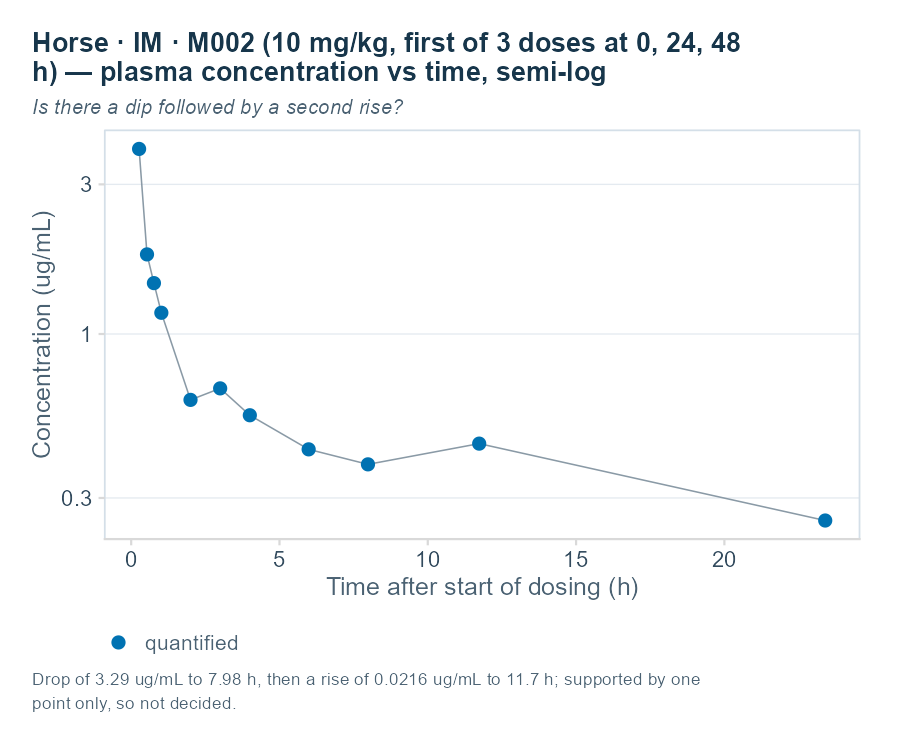 Horse · IM · M002 (10 mg/kg, first of 3 doses at 0, 24, 48
h) — plasma concentration vs time, semi-log
Is there a dip followed by a second rise?
Concentration (ug/mL)
3
1
0.3
0
5
10
15
20
Time after start of dosing (h)
quantified
Drop of 3.29 ug/mL to 7.98 h, then a rise of 0.0216 ug/mL to 11.7 h; supported by one
point only, so not decided.